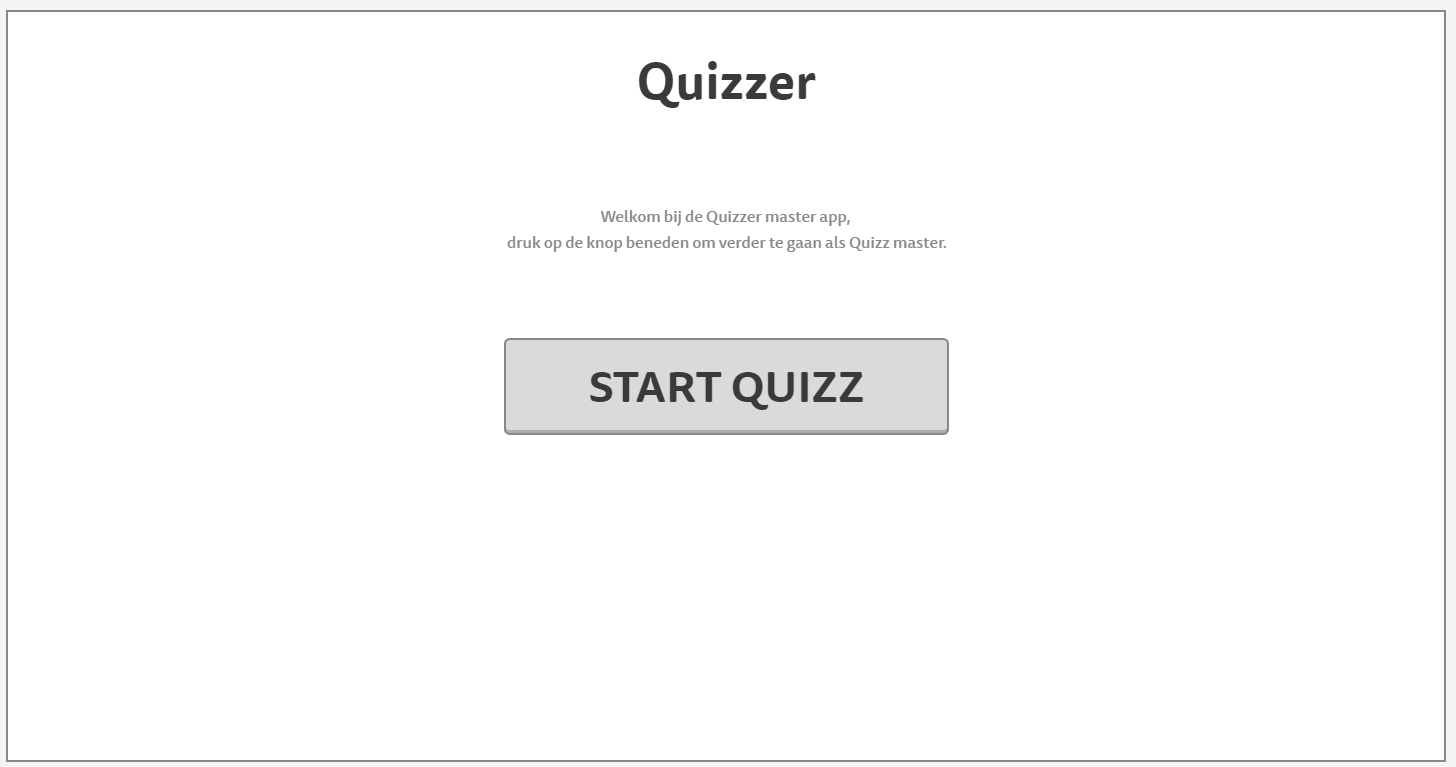 Quizzer
Welkom bij de Quizzer master app,
druk op de knop beneden om verder te gaan als Quizz master.
START QUIZZ